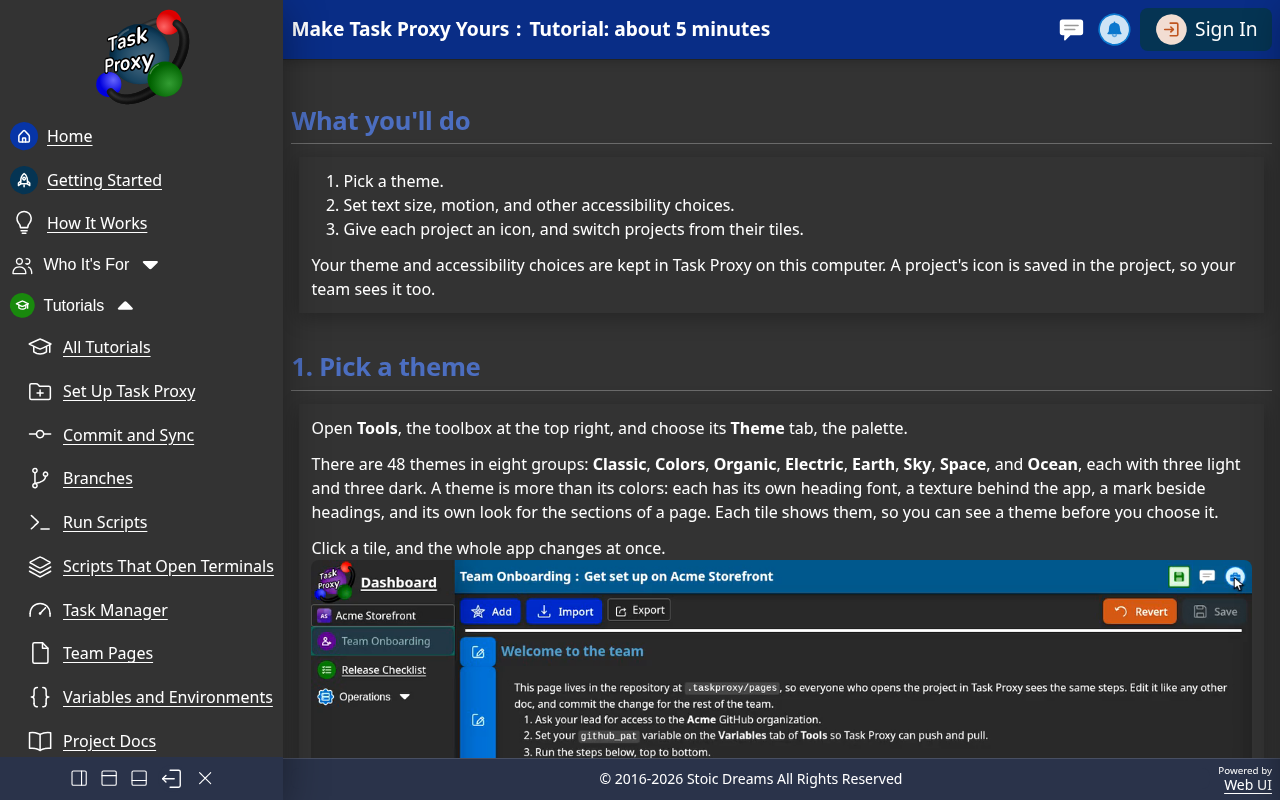 Task
Proxy
Home
Getting Started
How It Works
Who It's For
Tutorials
All Tutorials
Set Up Task Proxy
Commit and Sync
Branches
Run Scripts
Scripts That Open Terminals
Task Manager
Team Pages
Variables and Environments
Project Docs
Make Task Proxy Yours : Tutorial: about 5 minutes
Sign In
What you'll do
1. Pick a theme.
2. Set text size, motion, and other accessibility choices.
3. Give each project an icon, and switch projects from their tiles.
Your theme and accessibility choices are kept in Task Proxy on this computer. A project's icon is saved in the project, so your
team sees it too.
1. Pick a theme
Open Tools, the toolbox at the top right, and choose its Theme tab, the palette.
There are 48 themes in eight groups: Classic, Colors, Organic, Electric, Earth, Sky, Space, and Ocean, each with three light
and three dark. A theme is more than its colors: each has its own heading font, a texture behind the app, a mark beside
headings, and its own look for the sections of a page. Each tile shows them, so you can see a theme before you choose it.
Click a tile, and the whole app changes at once.
Task
Proxy
Dashboard
AS Acme Storefront
Team Onboarding
Release Checklist
Operations
Team Onboarding : Get set up on Acme Storefront
Add
Import
Export
Revert
Save
Welcome to the team
This page lives in the repository at .taskproxy/pages, so everyone who opens the project in Task Proxy sees the same steps. Edit it like any other
doc, and commit the change for the rest of the team.
1. Ask your lead for access to the Acme GitHub organization.
2. Set your github_pat variable on the Variables tab of Tools so Task Proxy can push and pull.
3. Run the steps below, top to bottom.
© 2016-2026 Stoic Dreams All Rights Reserved
Powered by
Web UI